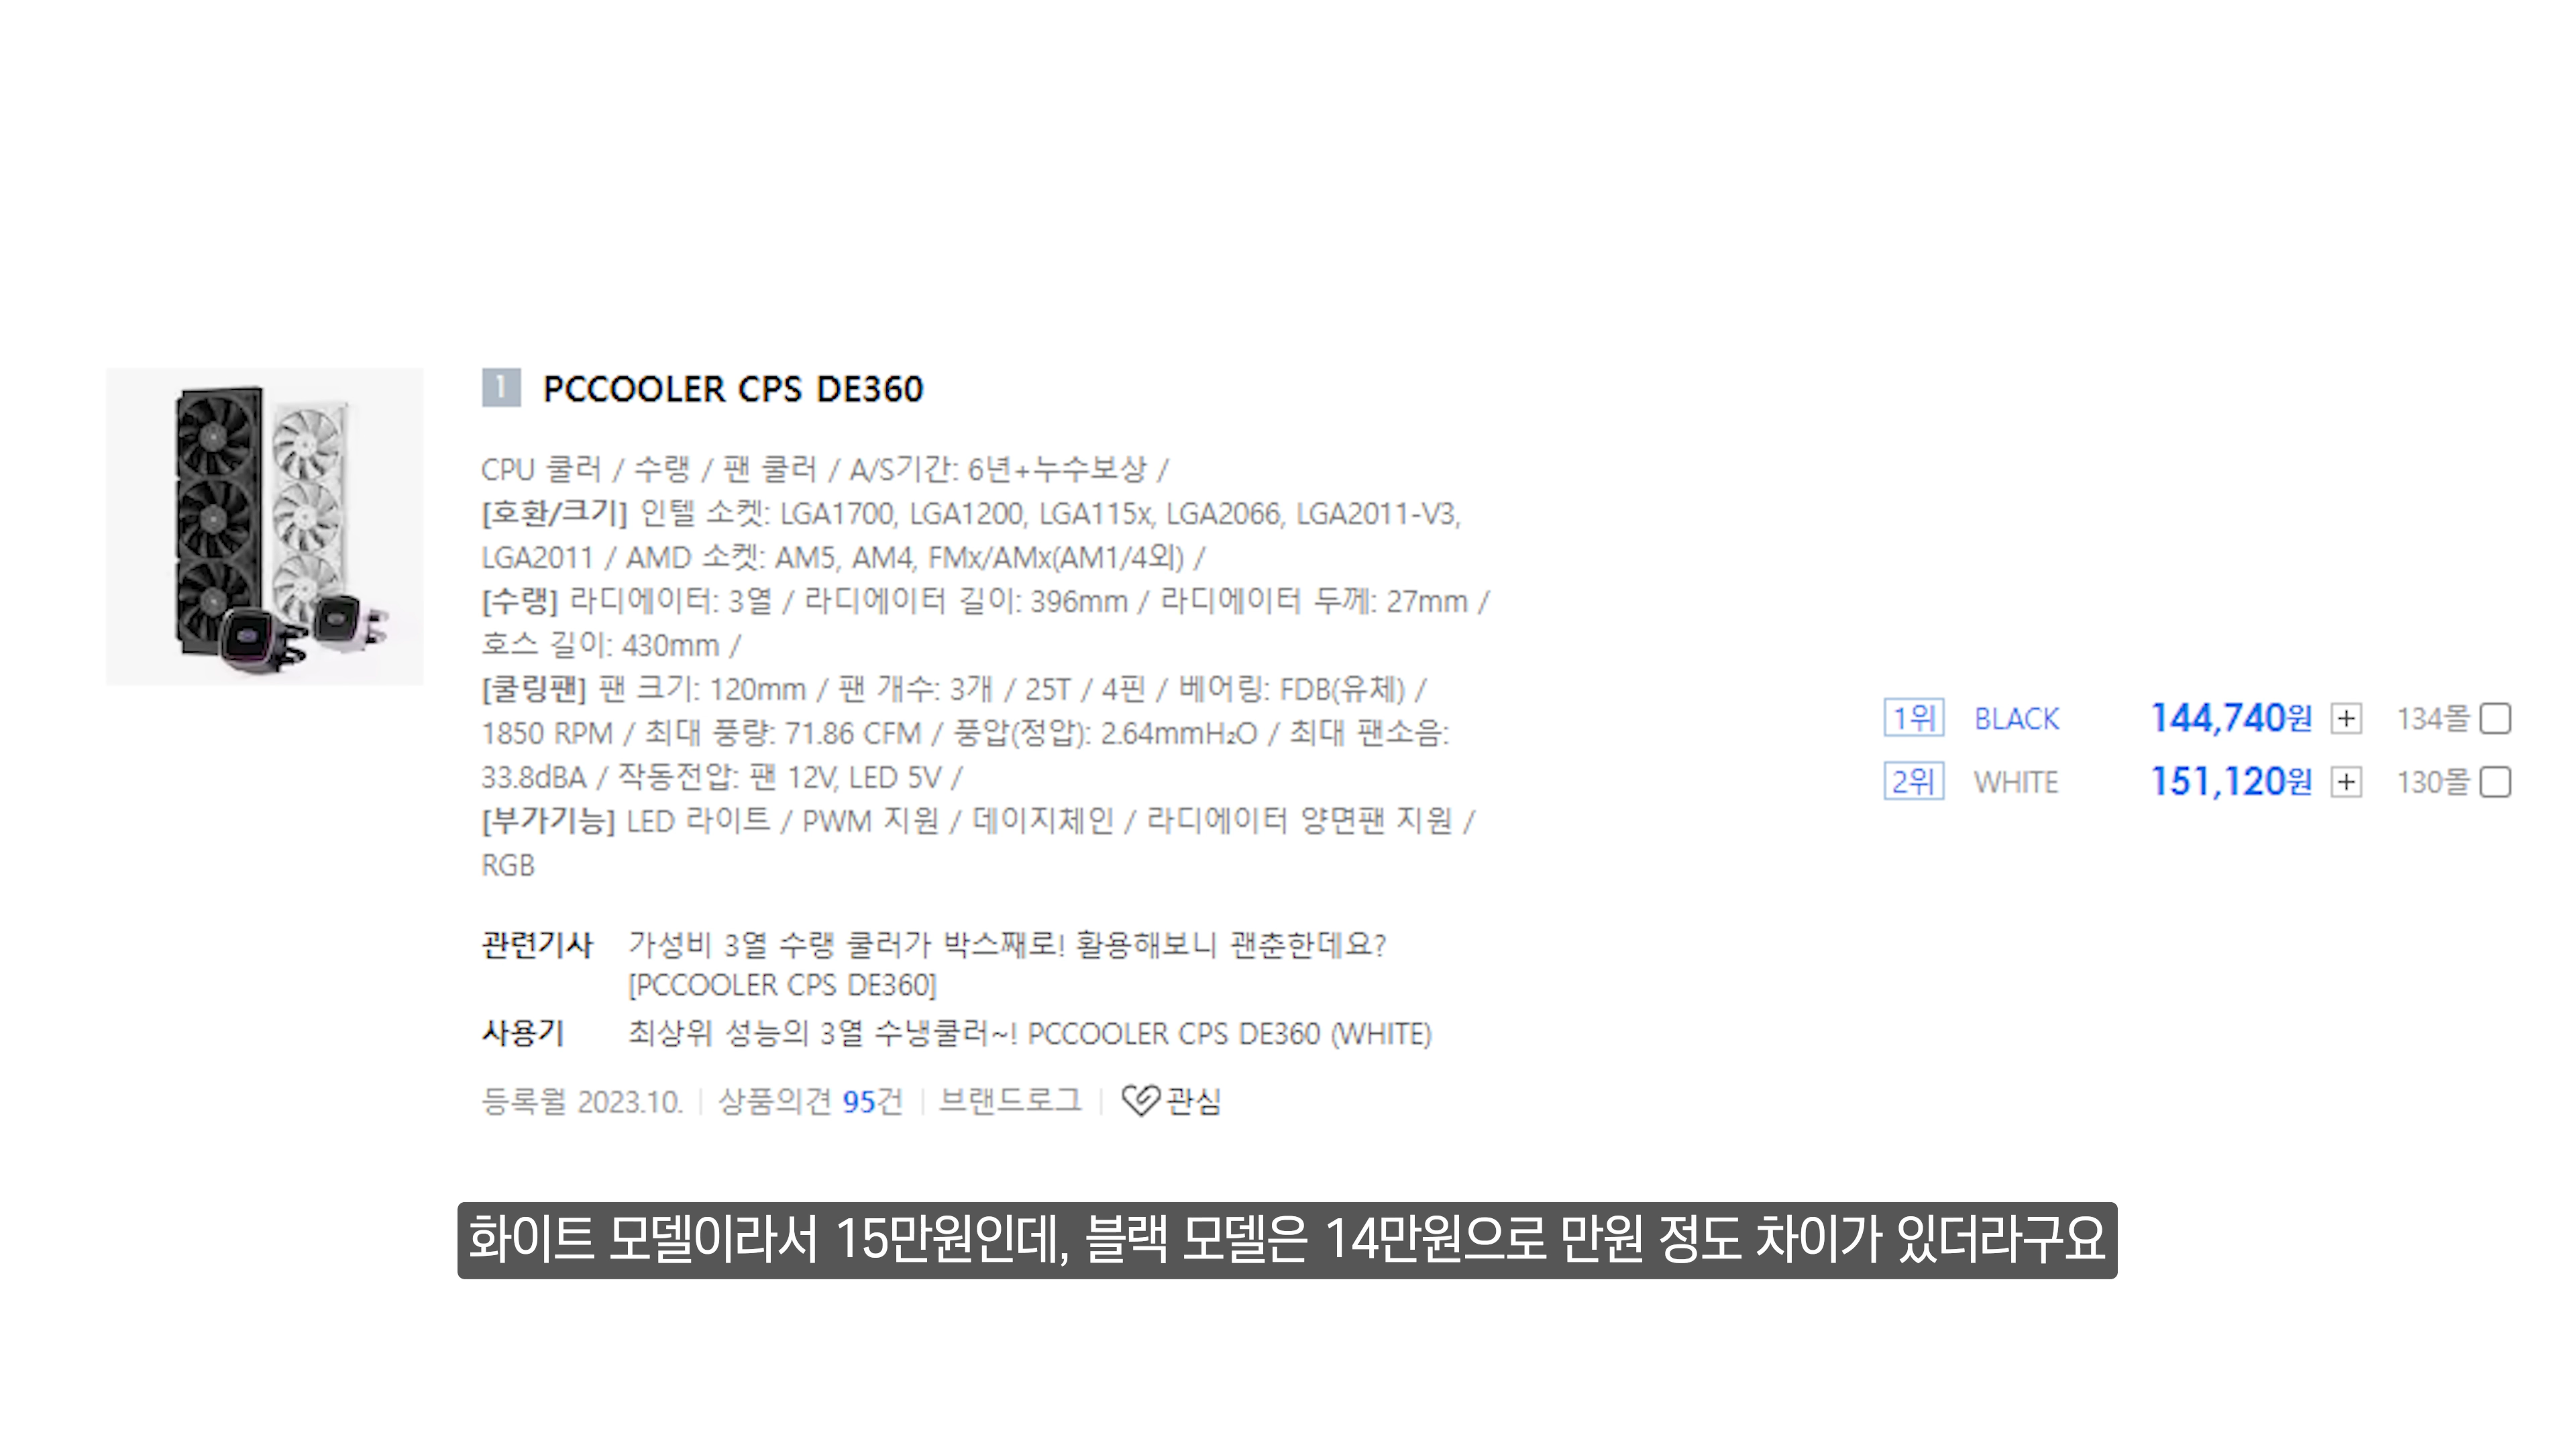 1 PCCOOLER CPS DE360
CPU 쿨러 / 수랭 / 팬 쿨러 / A/S기간: 6년+누수보상 /
[호환/크기] 인텔 소켓: LGA1700, LGA1200, LGA115x, LGA2066, LGA2011-V3,
LGA2011 / AMD 소켓: AM5, AM4, FMx/AMx(AM1/4외) /
[수랭] 라디에이터: 3열 / 라디에이터 길이: 396mm / 라디에이터 두께: 27mm /
호스 길이: 430mm /
[쿨링팬] 팬 크기: 120mm / 팬 개수: 3개 / 25T / 4핀 / 베어링: FDB(유체) /
1850 RPM / 최대 풍량: 71.86 CFM / 풍압(정압): 2.64mmH₂O / 최대 팬소음:
33.8dBA / 작동전압: 팬 12V, LED 5V /
[부가기능] LED 라이트 / PWM 지원 / 데이지체인 / 라디에이터 양면팬 지원 /
RGB
1위 BLACK 144,740원 + 134몰
2위 WHITE 151,120원 + 130몰
관련기사 가성비 3열 수랭 쿨러가 박스째로! 활용해보니 괜춘한데요?
[PCCOOLER CPS DE360]
사용기 최상위 성능의 3열 수냉쿨러~! PCCOOLER CPS DE360 (WHITE)
등록월 2023.10. | 상품의견 95건 | 브랜드로그 | 관심
화이트 모델이라서 15만원인데, 블랙 모델은 14만원으로 만원 정도 차이가 있더라구요